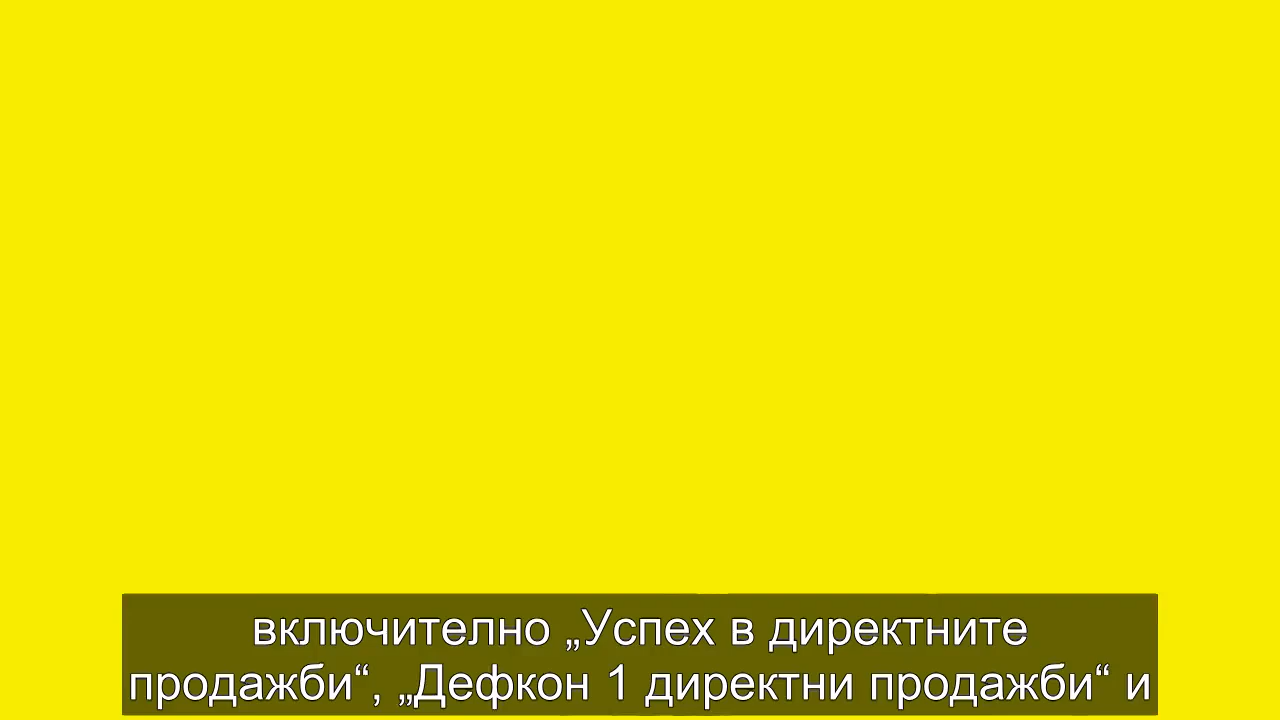 включително „Успех в директните
продажби“, „Дефкон 1 директни продажби“ и